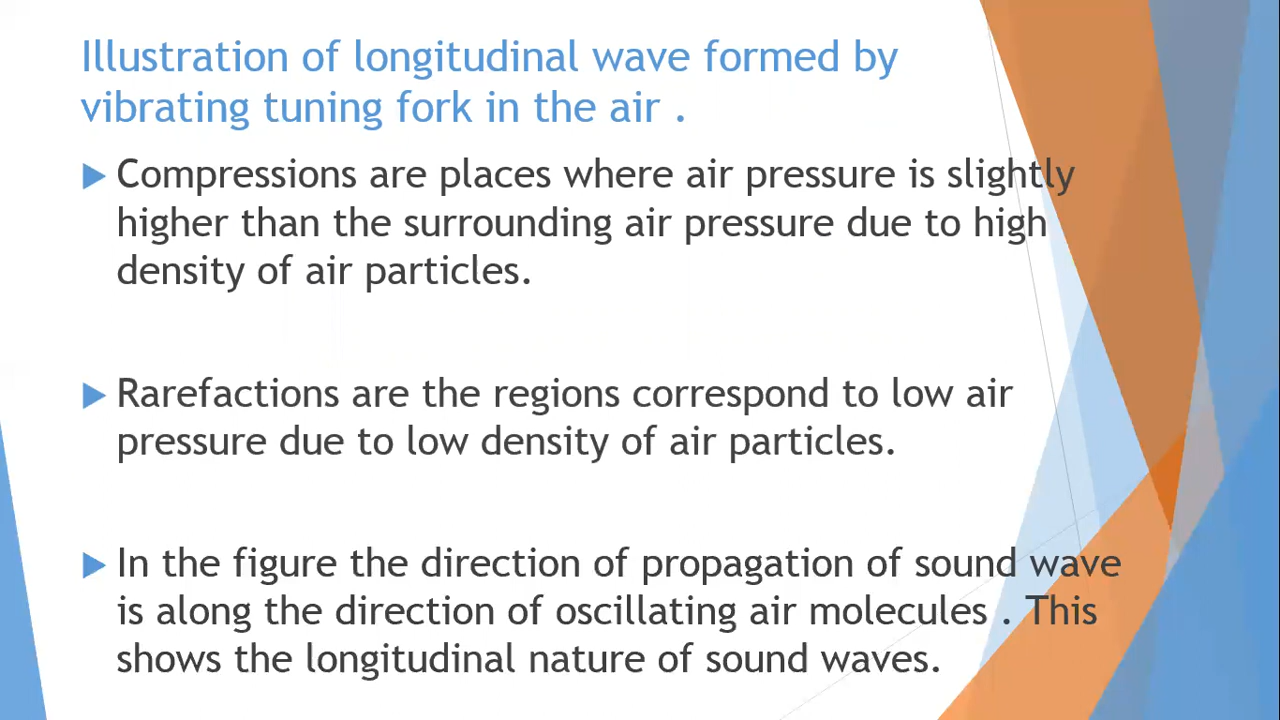 Illustration of longitudinal wave formed by
vibrating tuning fork in the air .
Compressions are places where air pressure is slightly
higher than the surrounding air pressure due to high
density of air particles.
Rarefactions are the regions correspond to low air
pressure due to low density of air particles.
In the figure the direction of propagation of sound wave
is along the direction of oscillating air molecules . This
shows the longitudinal nature of sound waves.